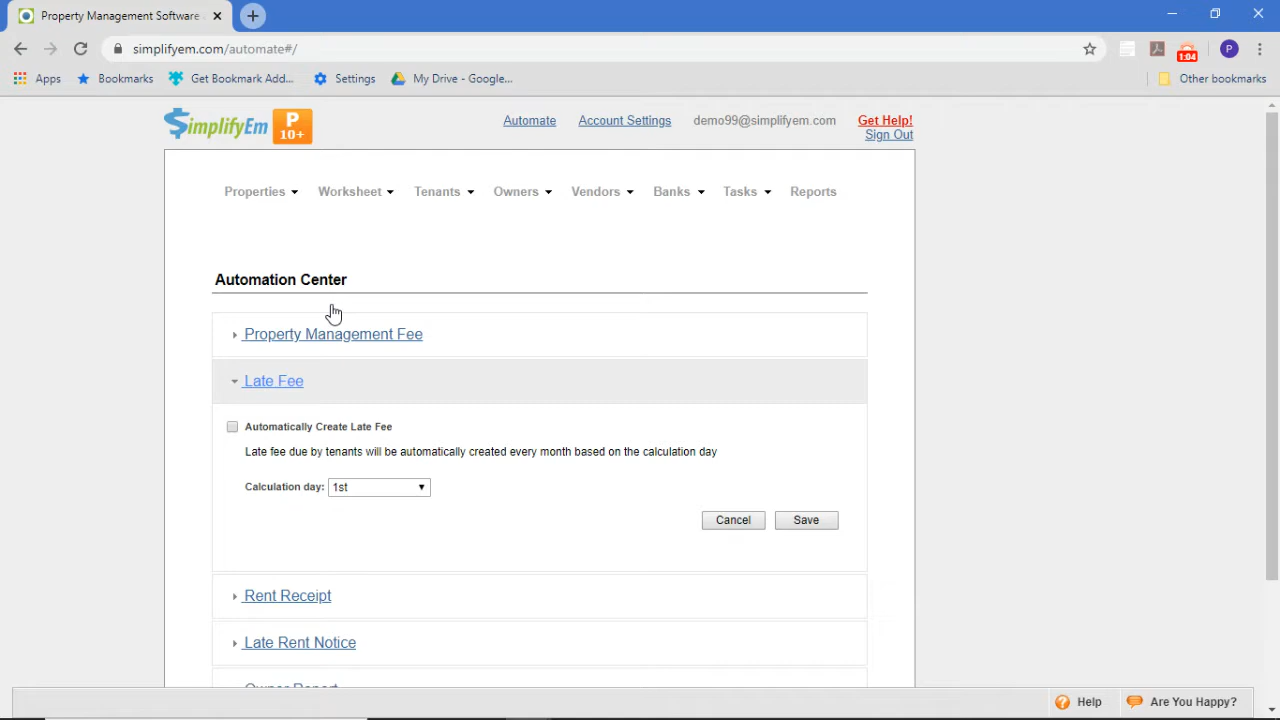 Property Management Software
simplifyem.com/automate#/
1:04
P
Apps Bookmarks Get Bookmark Add... Settings My Drive - Google... Other bookmarks
SimplifyEm P 10+
Automate Account Settings demo99@simplifyem.com Get Help!
Sign Out
Properties Worksheet Tenants Owners Vendors Banks Tasks Reports
Automation Center
Property Management Fee
Late Fee
Automatically Create Late Fee
Late fee due by tenants will be automatically created every month based on the calculation day
Calculation day: 1st
Cancel Save
Rent Receipt
Late Rent Notice
Owner Report
Help Are You Happy?